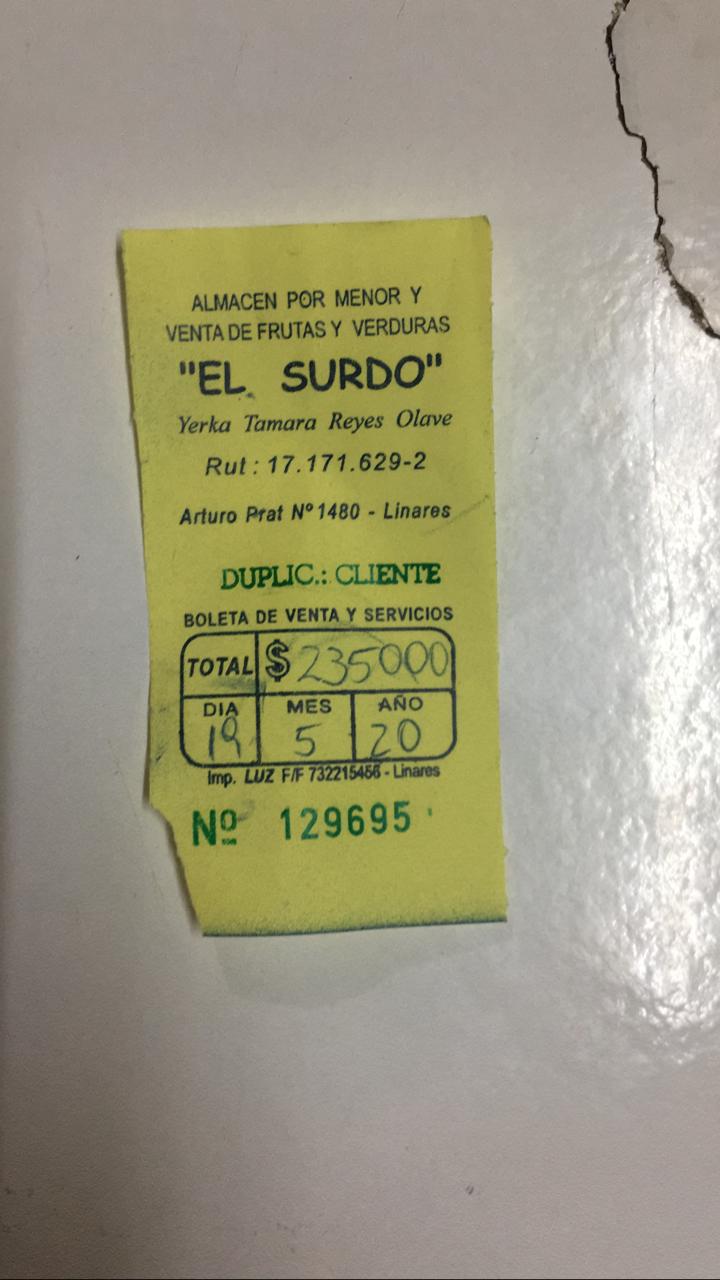 ALMACEN POR MENOR Y
VENTA DE FRUTAS Y VERDURAS
"EL SURDO"
Yerka Tamara Reyes Olave
Rut : 17.171.629-2
Arturo Prat Nº 1480 - Linares
DUPLIC.: CLIENTE
BOLETA DE VENTA Y SERVICIOS
TOTAL $ 235000
DIA MES AÑO
19 5 20
Imp. LUZ F/F 732215456 - Linares
Nº 129695